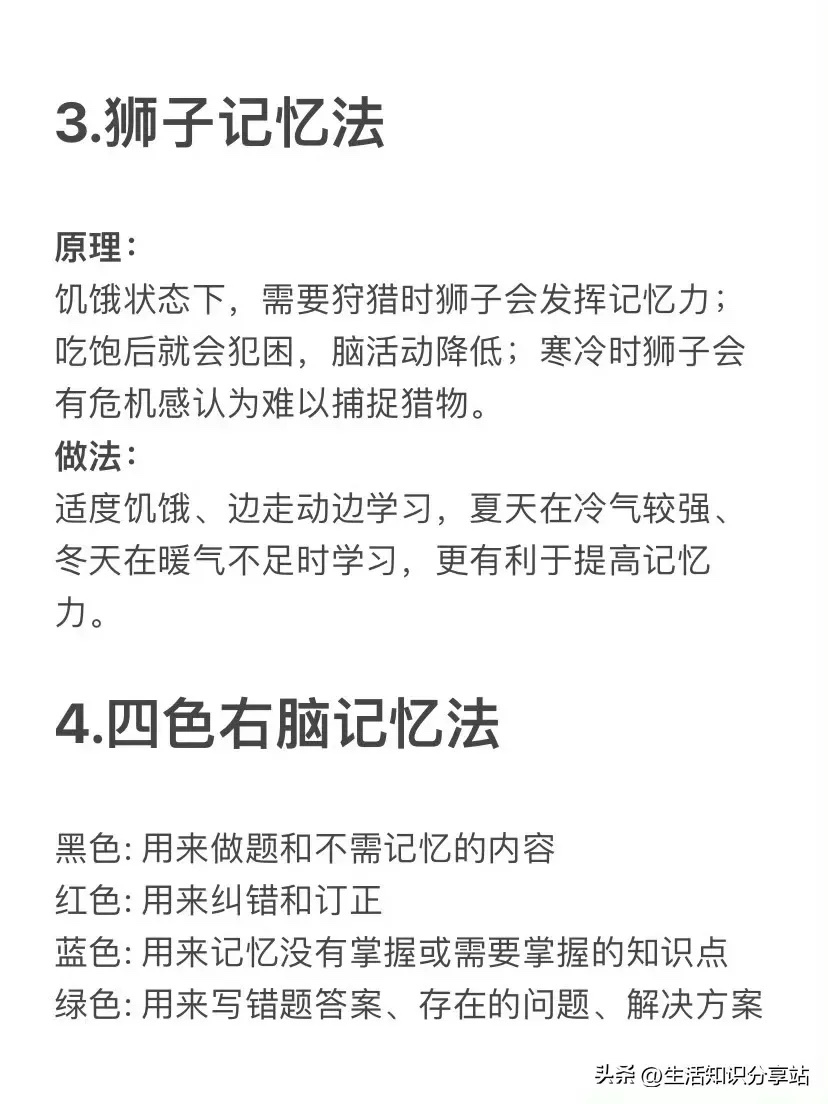 3.狮子记忆法
原理：
饥饿状态下，需要狩猎时狮子会发挥记忆力；
吃饱后就会犯困，脑活动降低；寒冷时狮子会
有危机感认为难以捕捉猎物。
做法：
适度饥饿、边走动边学习，夏天在冷气较强、
冬天在暖气不足时学习，更有利于提高记忆
力。
4.四色右脑记忆法
黑色: 用来做题和不需记忆的内容
红色: 用来纠错和订正
蓝色: 用来记忆没有掌握或需要掌握的知识点
绿色: 用来写错题答案、存在的问题、解决方案
头条 @生活知识分享站